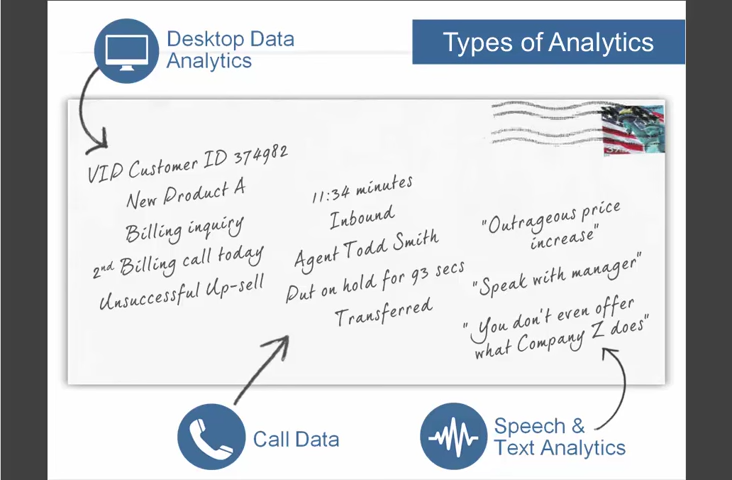 Desktop Data
Analytics
Types of Analytics
VIP Customer ID 374982
New Product A
Billing inquiry
2nd Billing call today
Unsuccessful Up-sell
11:34 minutes
Inbound
Agent Todd Smith
Put on hold for 93 secs
Transferred
"Outrageous price
increase"
"Speak with manager"
"You don't even offer
what Company Z does"
Call Data
Speech &
Text Analytics